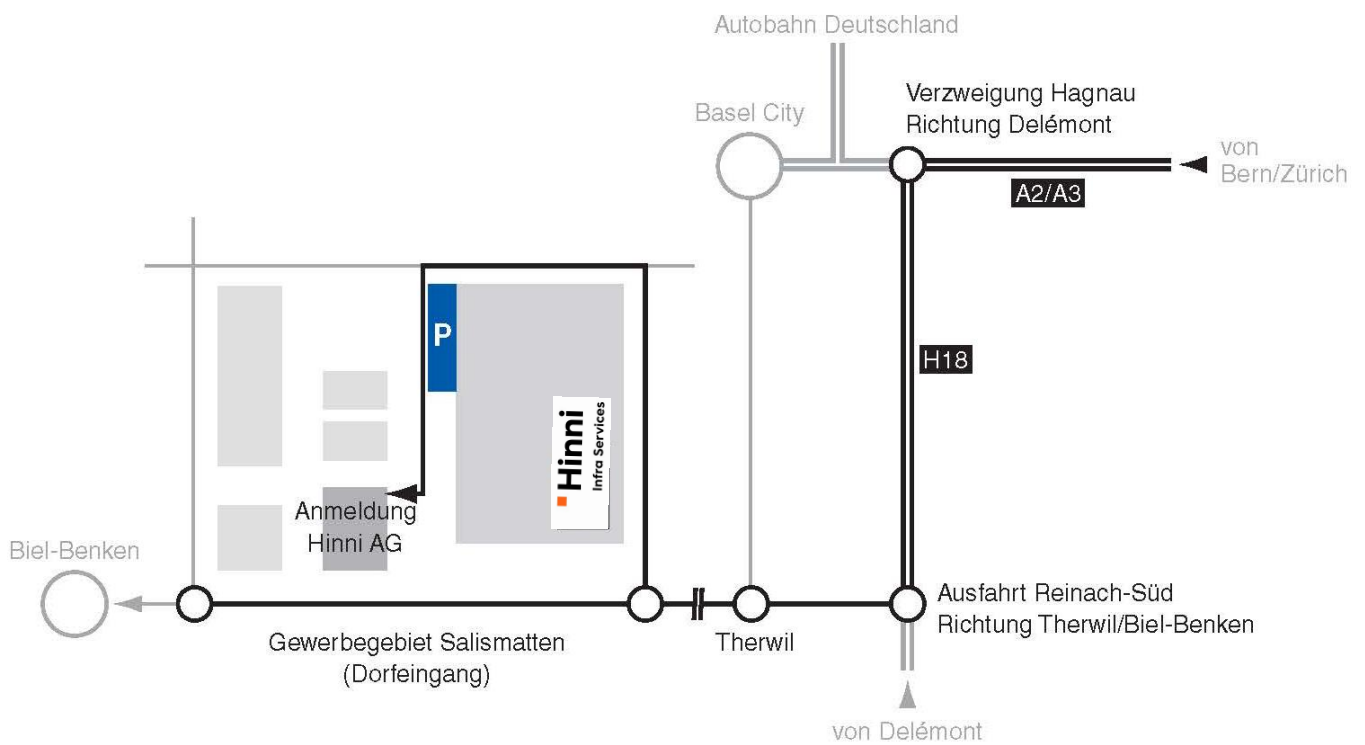 Autobahn Deutschland
Verzweigung Hagnau
Richtung Delémont
Basel City
von
Bern/Zürich
A2/A3
P
H18
Hinni
Infra Services
Anmeldung
Hinni AG
Biel-Benken
Ausfahrt Reinach-Süd
Richtung Therwil/Biel-Benken
Gewerbegebiet Salismatten
(Dorfeingang)
Therwil
von Delémont